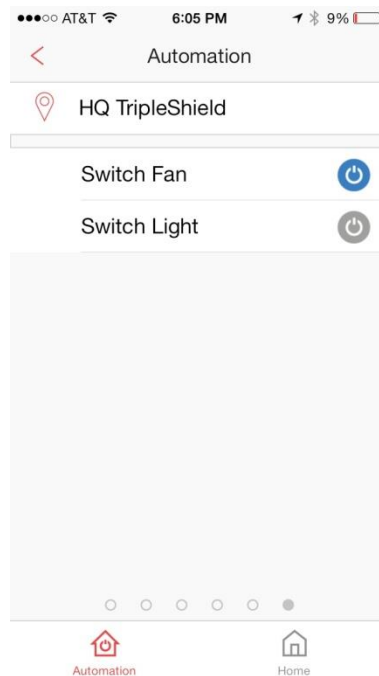 AT&T 6:05 PM 9%
Automation
HQ TripleShield
Switch Fan
Switch Light
Automation Home